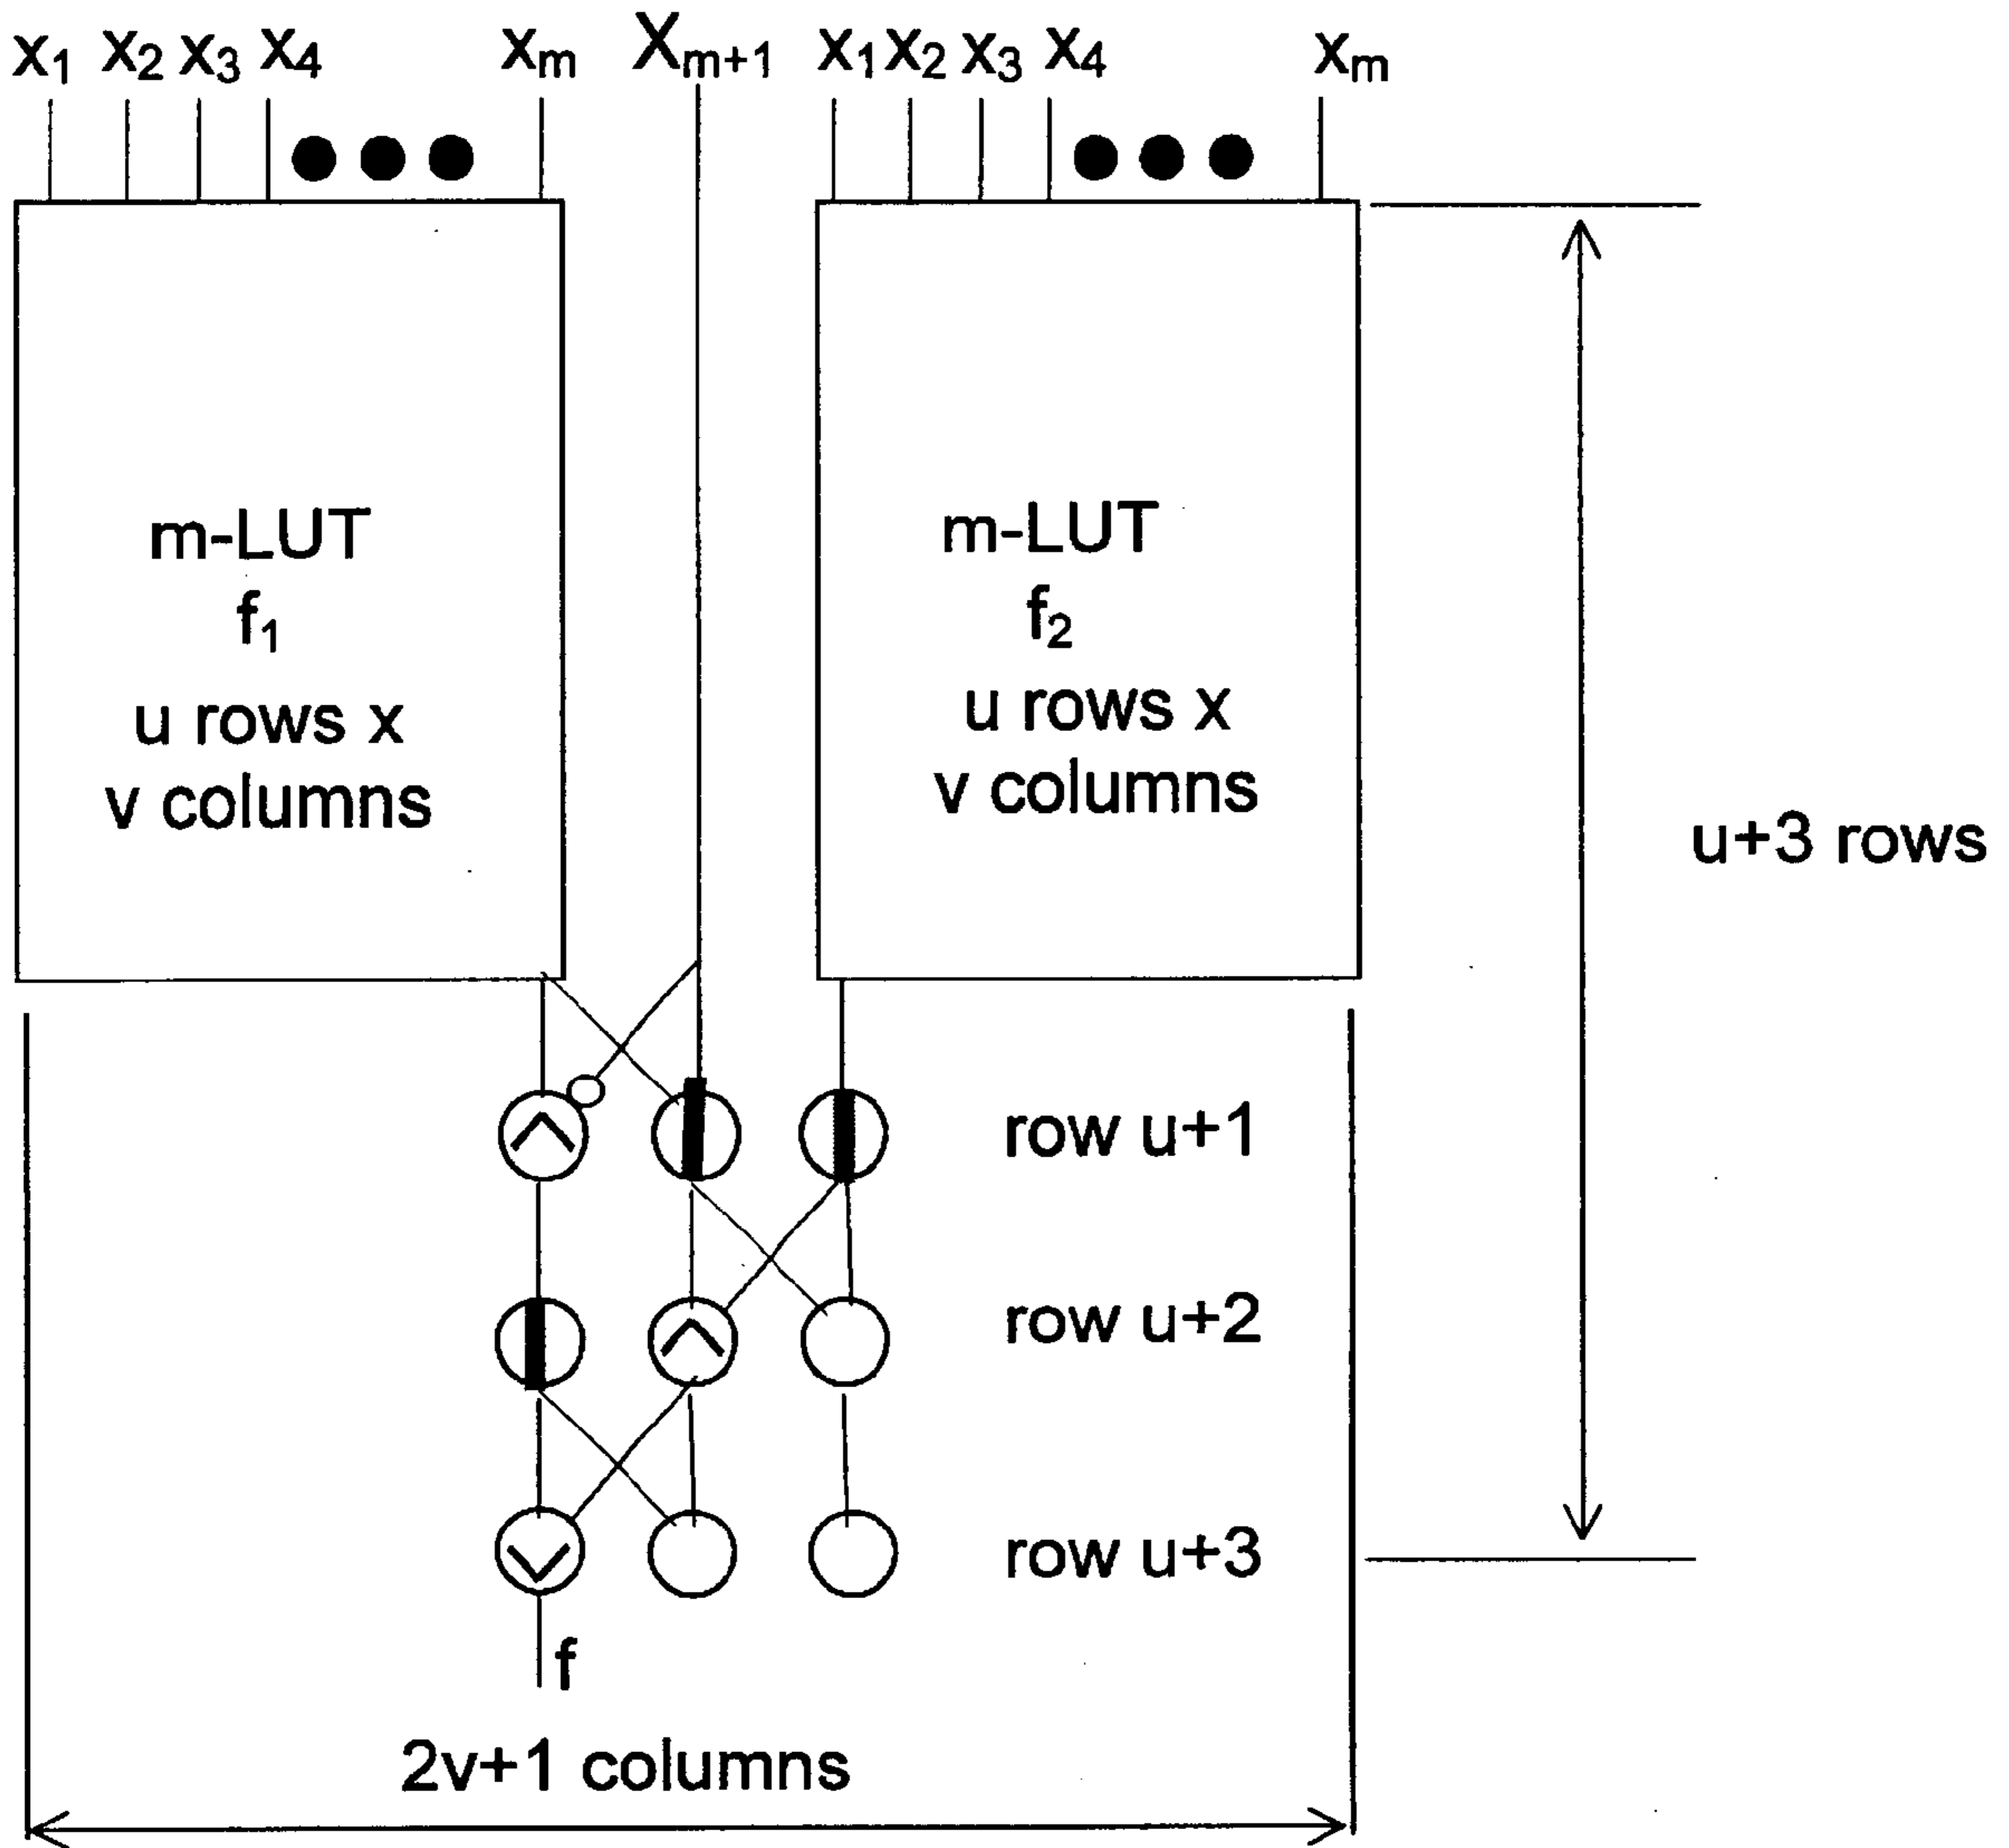 x₁ x₂ x₃ x₄ xₘ Xₘ₊₁ x₁ x₂ x₃ x₄ xₘ
m-LUT
f₁
u rows x
v columns
m-LUT
f₂
u rows x
v columns
u+3 rows
row u+1
row u+2
row u+3
f
2v+1 columns